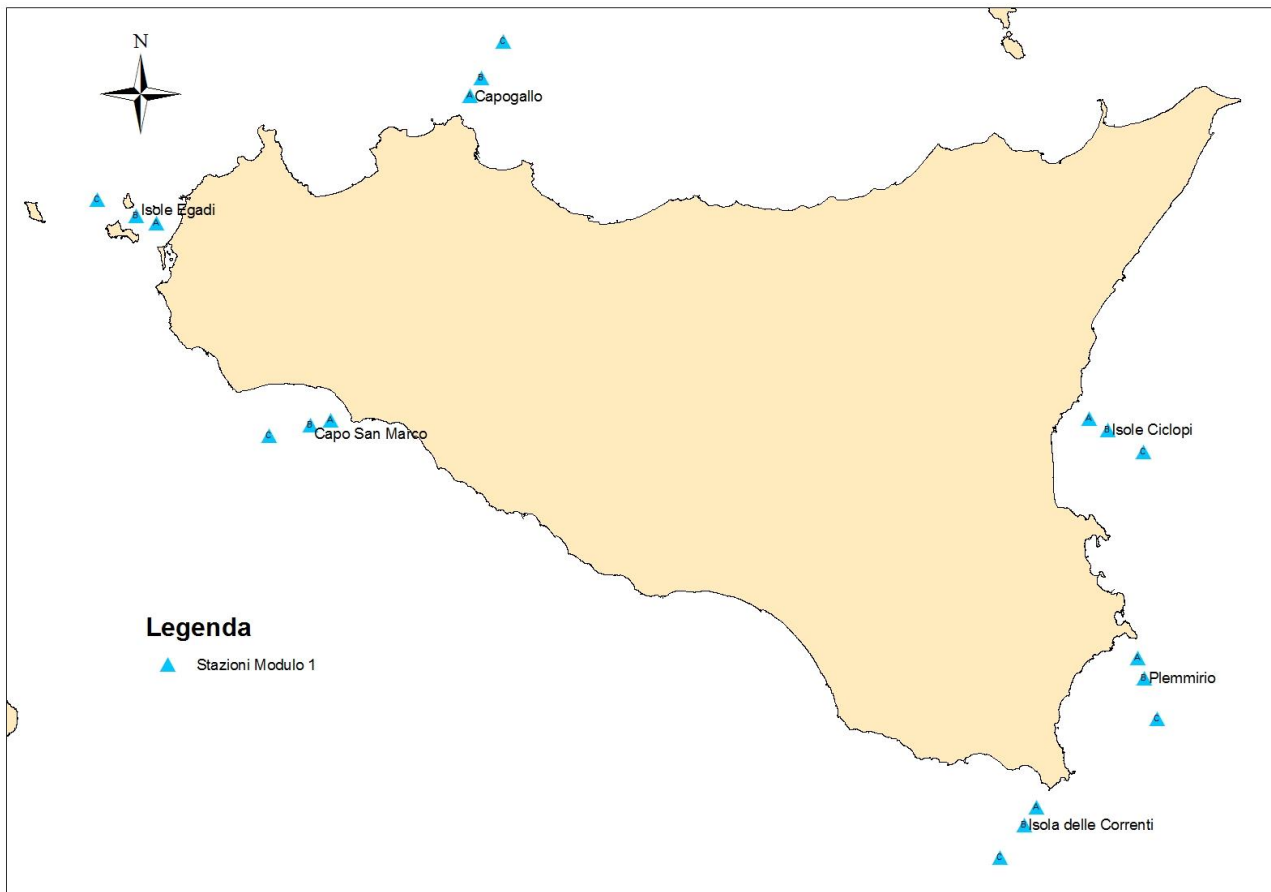 N
C
B
A Capogallo
C
B Isole Egadi
A
A
B Capo San Marco
C
A
B Isole Ciclopi
C
Legenda
Stazioni Modulo 1
A
B Plemmirio
C
A
B Isola delle Correnti
C